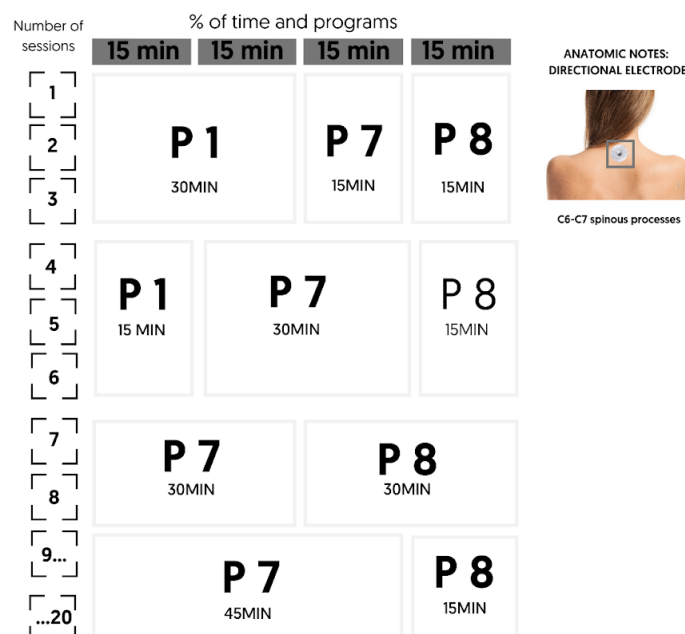 Number of
sessions
% of time and programs
15 min 15 min 15 min 15 min
ANATOMIC NOTES:
DIRECTIONAL ELECTRODE
1
2
3
P 1
30MIN
P 7
15MIN
P 8
15MIN
C6-C7 spinous processes
4
5
6
P 1
15 MIN
P 7
30MIN
P 8
15MIN
7
8
P 7
30MIN
P 8
30MIN
9...
...20
P 7
45MIN
P 8
15MIN